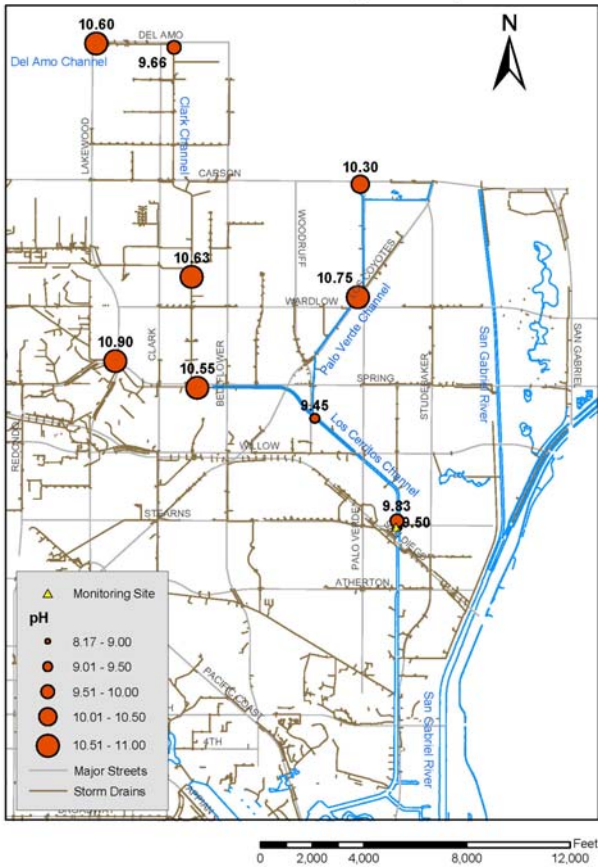 10.60
DEL AMO
Del Amo Channel
9.66
N
Clark Channel
LAKEWOOD
CARSON
10.30
WOODRUFF
10.63
10.75
COYOTES
WARDLOW
Palo Verde Channel
San Gabriel River
SAN GABRIEL
10.90
CLARK
10.55
BELLFLOWER
SPRING
STUDEBAKER
9.45
Los Cerritos Channel
REDONDO
WILLOW
9.83
9.50
STEARNS
PALO VERDE
SAN DIEGO
ATHERTON
Monitoring Site
pH
8.17 - 9.00
9.01 - 9.50
9.51 - 10.00
10.01 - 10.50
10.51 - 11.00
Major Streets
Storm Drains
PACIFIC COAST
7TH
San Gabriel River
APPIAN
BROADWAY
Feet
0 2,000 4,000 8,000 12,000